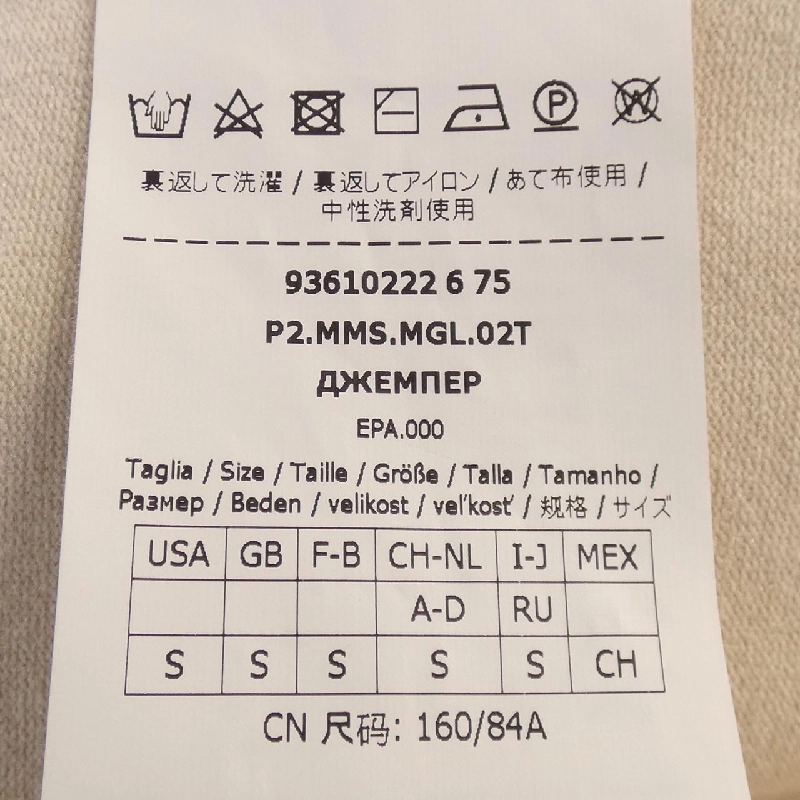 裏返して洗濯 / 裏返してアイロン / あて布使用 /
中性洗剤使用
93610222 6 75
P2.MMS.MGL.02T
ДЖЕМПЕР
EPA.000
Taglia / Size / Taille / Größe / Talla / Tamanho /
Размер / Beden / velikost / veľkosť / 规格 / サイズ
USA GB F-B CH-NL I-J MEX
A-D RU
S S S S S CH
CN 尺码: 160/84A